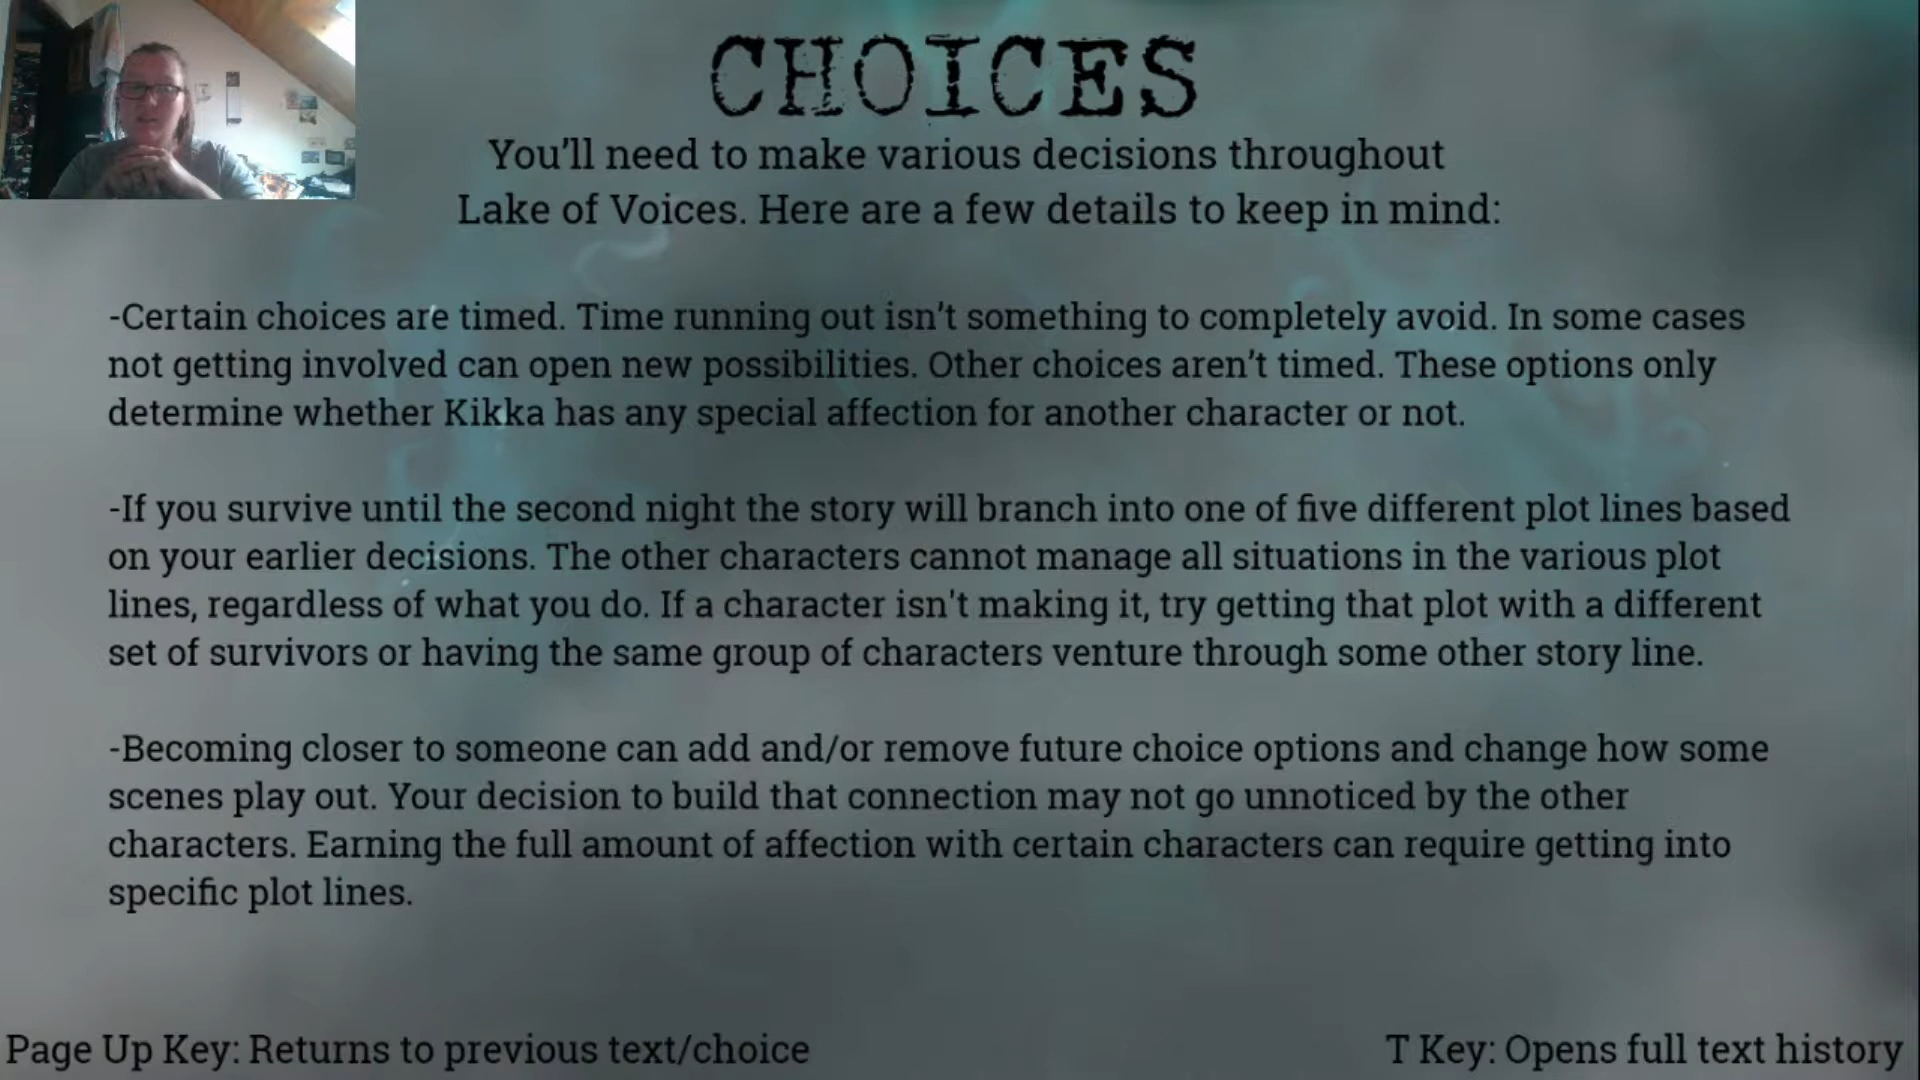 CHOICES
You'll need to make various decisions throughout
Lake of Voices. Here are a few details to keep in mind:
-Certain choices are timed. Time running out isn't something to completely avoid. In some cases
not getting involved can open new possibilities. Other choices aren't timed. These options only
determine whether Kikka has any special affection for another character or not.
-If you survive until the second night the story will branch into one of five different plot lines based
on your earlier decisions. The other characters cannot manage all situations in the various plot
lines, regardless of what you do. If a character isn't making it, try getting that plot with a different
set of survivors or having the same group of characters venture through some other story line.
-Becoming closer to someone can add and/or remove future choice options and change how some
scenes play out. Your decision to build that connection may not go unnoticed by the other
characters. Earning the full amount of affection with certain characters can require getting into
specific plot lines.
Page Up Key: Returns to previous text/choice
T Key: Opens full text history